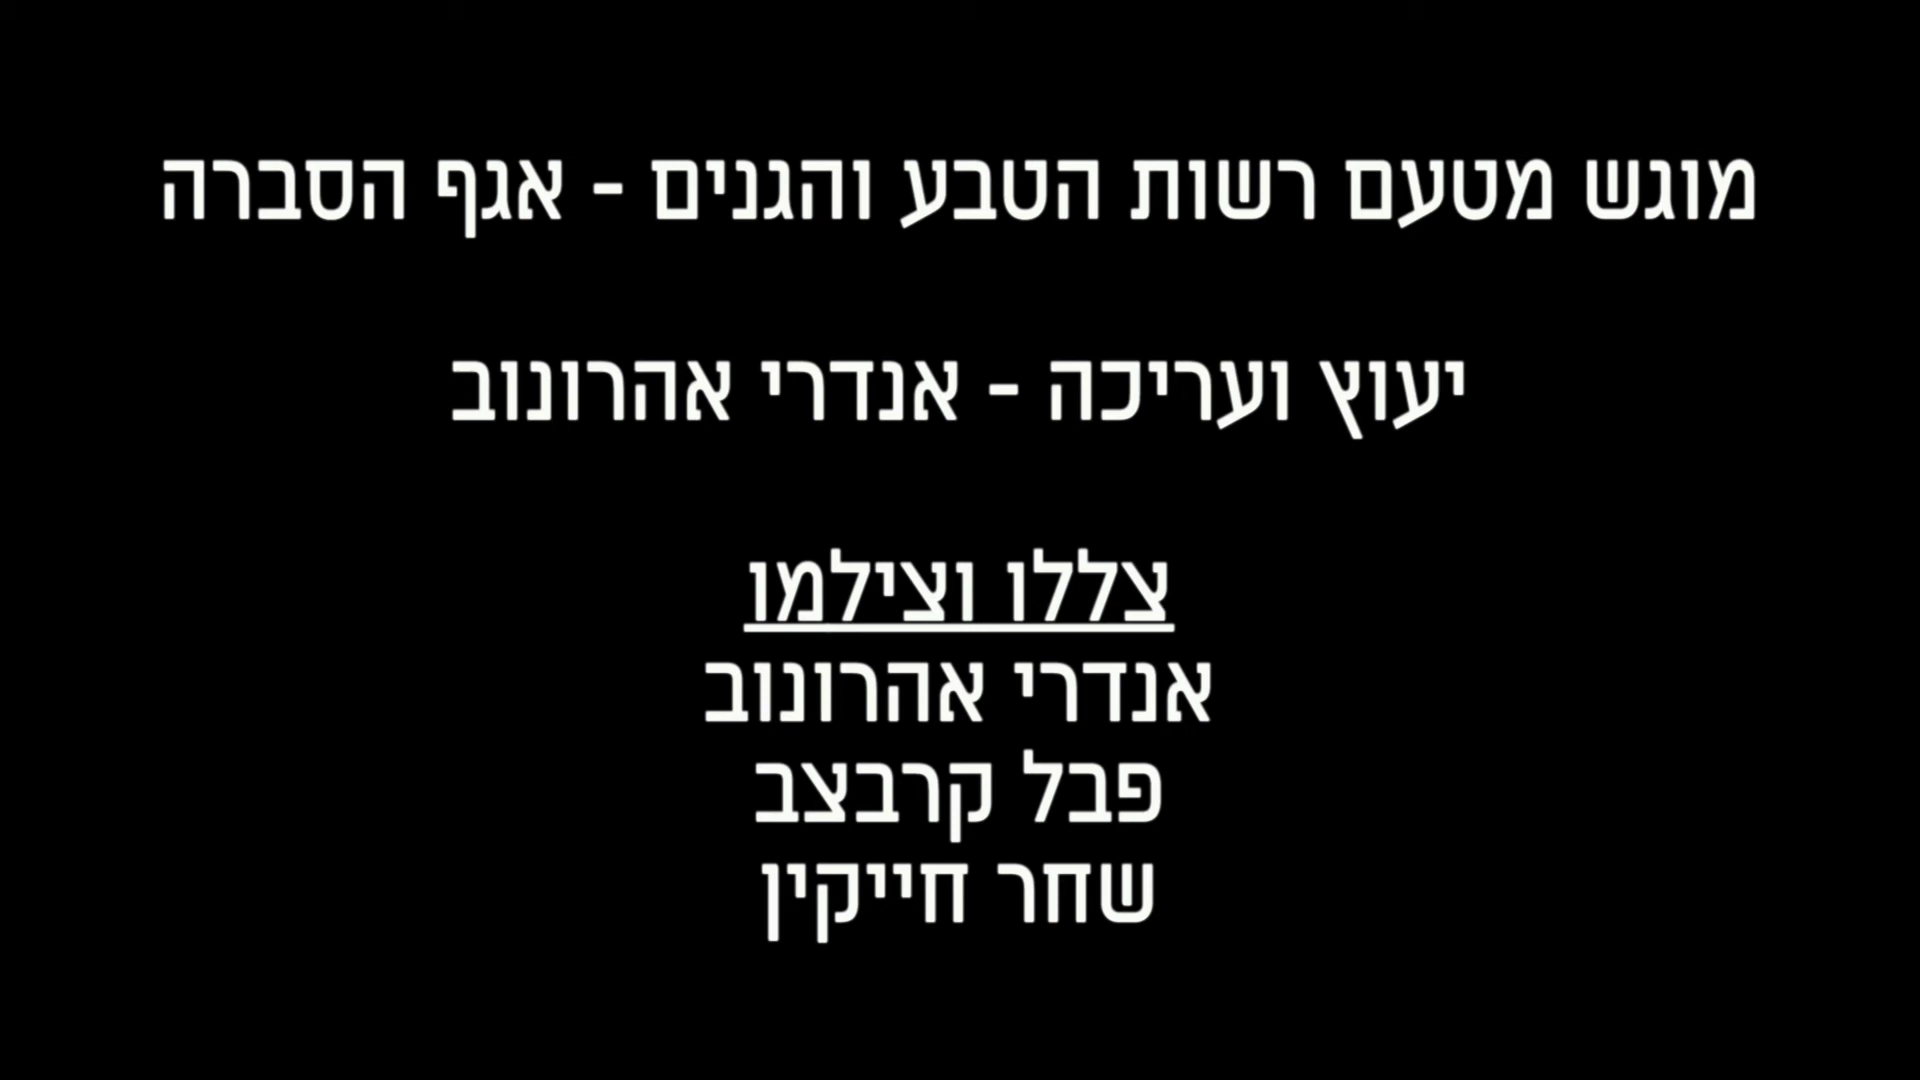 מוגש מטעם רשות הטבע והגנים - אגף הסברה
יעוץ ועריכה - אנדרי אהרונוב
צללו וצילמו
אנדרי אהרונוב
פבל קרבצב
שחר חייקין